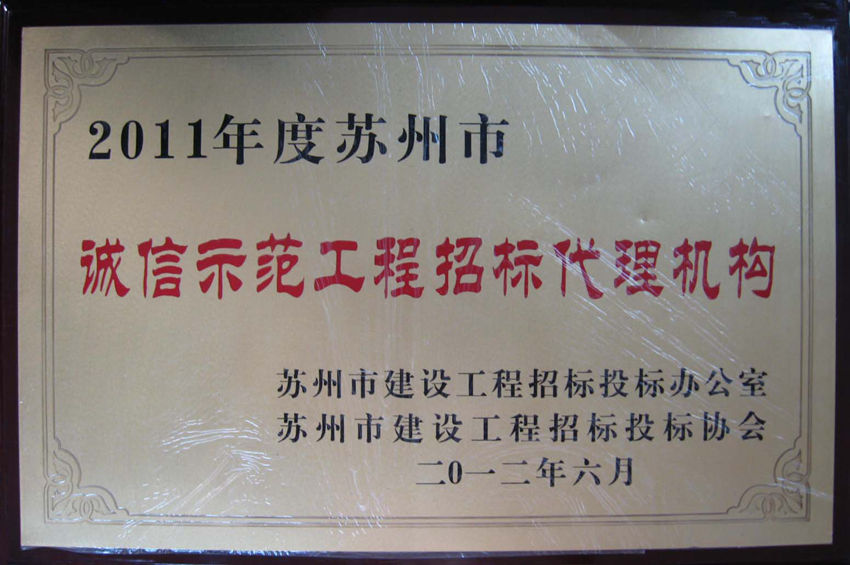 2011年度苏州市
诚信示范工程招标代理机构
苏州市建设工程招标投标办公室
苏州市建设工程招标投标协会
二0一二年六月